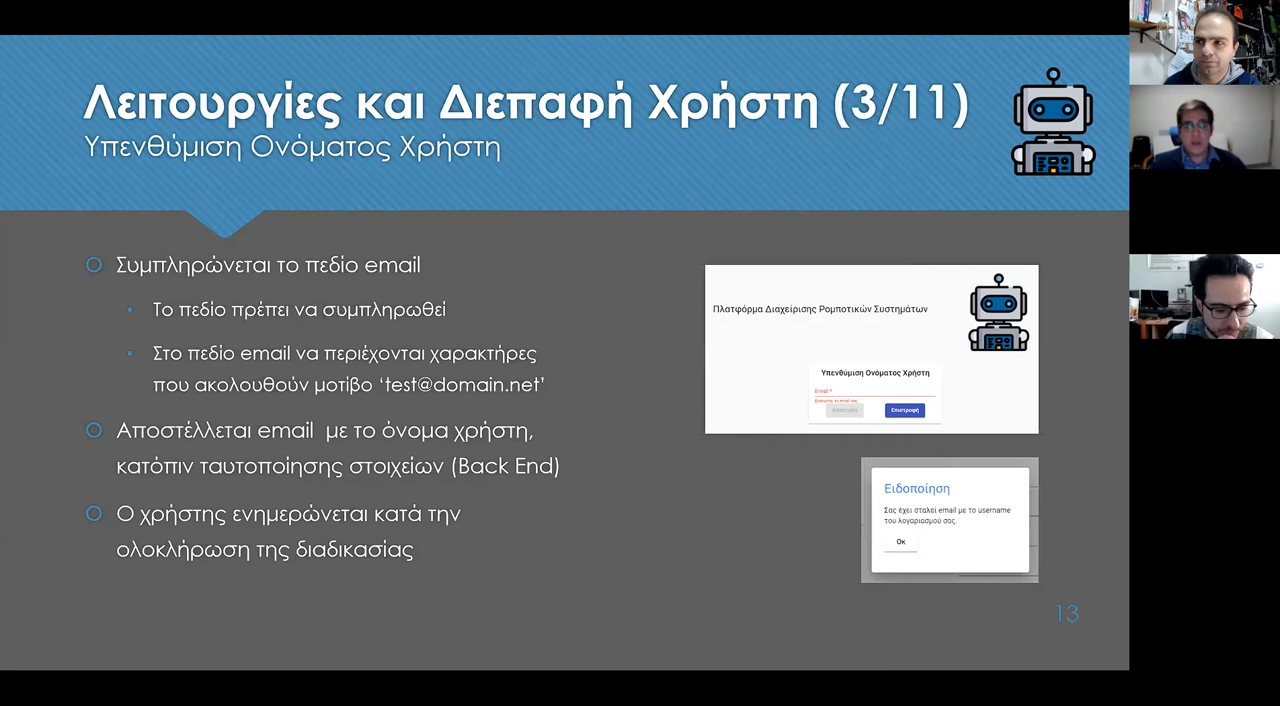 Λειτουργίες και Διεπαφή Χρήστη (3/11)
Υπενθύμιση Ονόματος Χρήστη
Συμπληρώνεται το πεδίο email
Το πεδίο πρέπει να συμπληρωθεί
Στο πεδίο email να περιέχονται χαρακτήρες
που ακολουθούν μοτίβο ‘test@domain.net’
Αποστέλλεται email με το όνομα χρήστη,
κατόπιν ταυτοποίησης στοιχείων (Back End)
Ο χρήστης ενημερώνεται κατά την
ολοκλήρωση της διαδικασίας
Πλατφόρμα Διαχείρισης Ρομποτικών Συστημάτων
Υπενθύμιση Ονόματος Χρήστη
Email *
Αποστολή Επιστροφή
Ειδοποίηση
Σας έχει σταλεί email με το username
του λογαριασμού σας.
Οκ
13